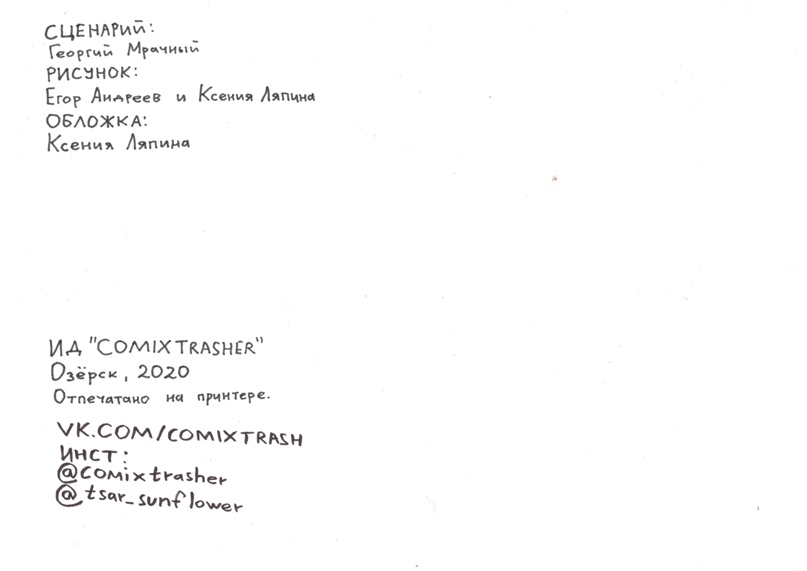 СЦЕНАРИЙ:
Георгий Мрачный
РИСУНОК:
Егор Андреев и Ксения Ляпина
ОБЛОЖКА:
Ксения Ляпина
ИД "COMIXTRASHER"
Озёрск, 2020
Отпечатано на принтере.
VK.COM/COMIXTRASH
ИНСТ:
@comixtrasher
@tsar_sunflower